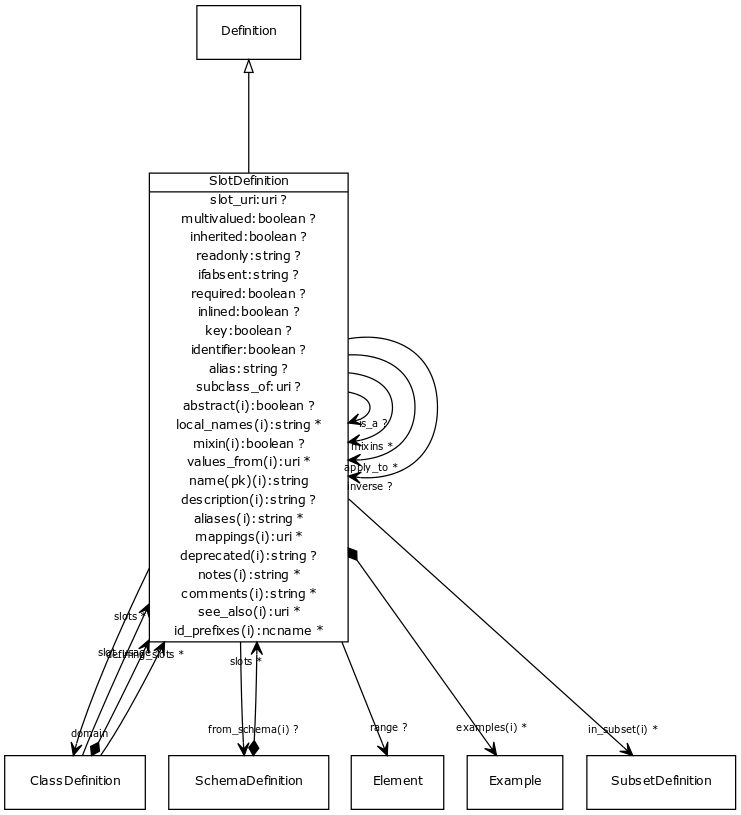 Definition
SlotDefinition
slot_uri:uri ?
multivalued:boolean ?
inherited:boolean ?
readonly:string ?
ifabsent:string ?
required:boolean ?
inlined:boolean ?
key:boolean ?
identifier:boolean ?
alias:string ?
subclass_of:uri ?
abstract(i):boolean ?
local_names(i):string *
mixin(i):boolean ?
values_from(i):uri *
name(pk)(i):string
description(i):string ?
aliases(i):string *
mappings(i):uri *
deprecated(i):string ?
notes(i):string *
comments(i):string *
see_also(i):uri *
id_prefixes(i):ncname *
is_a ?
mixins *
apply_to *
inverse ?
slots *
defining_slots *
slots *
domain
from_schema(i) ?
range ?
examples(i) *
in_subset(i) *
ClassDefinition
SchemaDefinition
Element
Example
SubsetDefinition